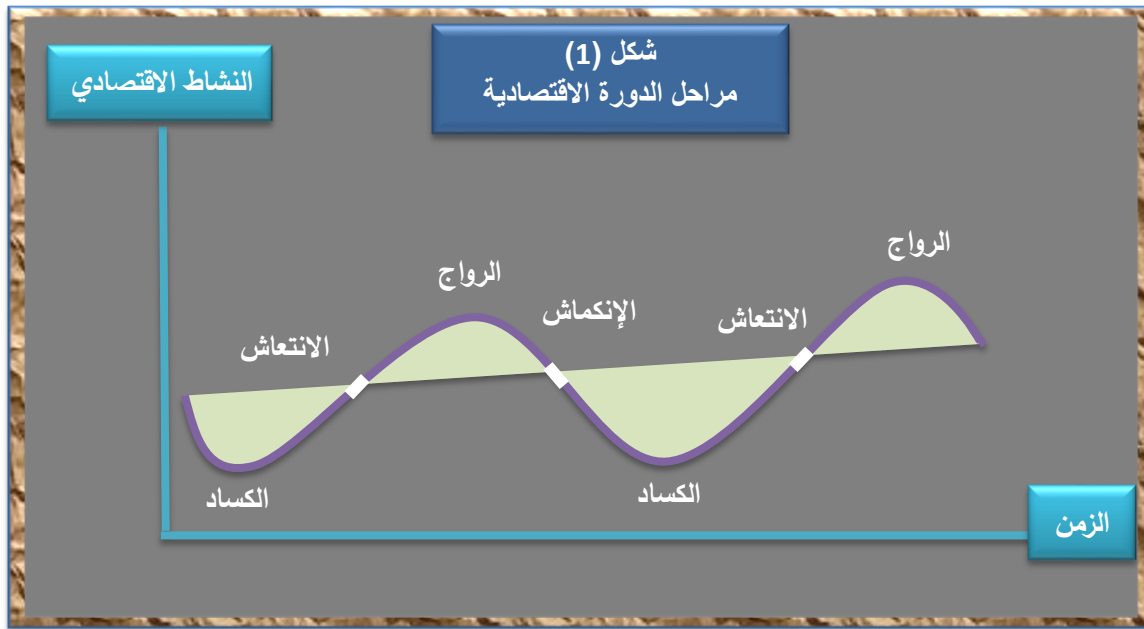 شكل (1)
مراحل الدورة الاقتصادية
النشاط الاقتصادي
الرواج
الرواج
الإنكماش
الانتعاش
الانتعاش
الكساد
الكساد
الزمن